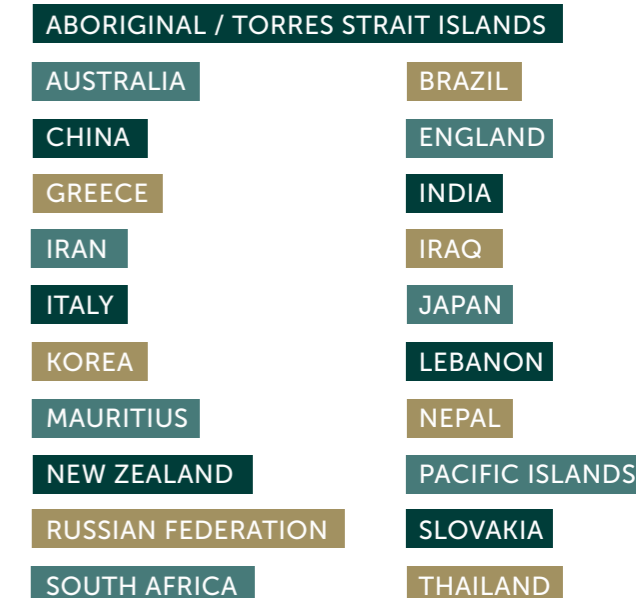 ABORIGINAL / TORRES STRAIT ISLANDS
AUSTRALIA
BRAZIL
CHINA
ENGLAND
GREECE
INDIA
IRAN
IRAQ
ITALY
JAPAN
KOREA
LEBANON
MAURITIUS
NEPAL
NEW ZEALAND
PACIFIC ISLANDS
RUSSIAN FEDERATION
SLOVAKIA
SOUTH AFRICA
THAILAND